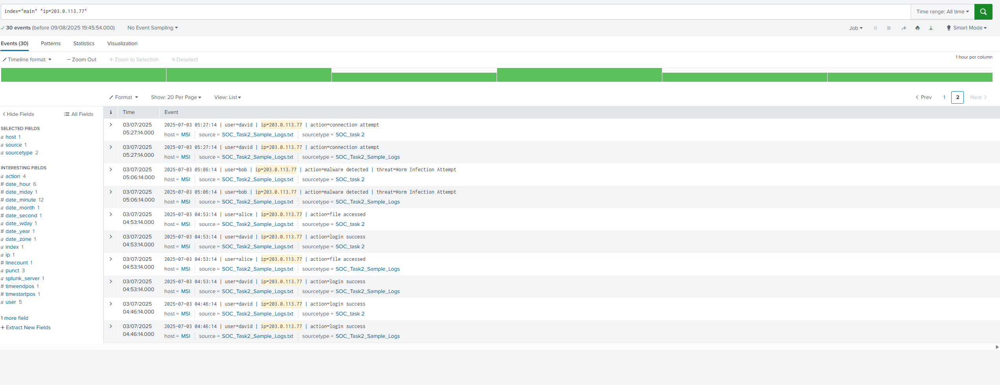 index="main" "ip=203.0.113.77"
Time range: All time
30 events (before 09/08/2025 19:45:54.000)
No Event Sampling
Job
Smart Mode
Events (30)
Patterns
Statistics
Visualization
Timeline format
Zoom Out
Zoom to Selection
Deselect
1 hour per column
Format
Show: 20 Per Page
View: List
Prev
1
2
Next
Hide Fields
All Fields
SELECTED FIELDS
a host 1
a source 1
a sourcetype 2
INTERESTING FIELDS
a action 4
# date_hour 6
# date_mday 1
# date_minute 12
a date_month 1
# date_second 1
a date_wday 1
# date_year 1
a date_zone 1
a index 1
a ip 1
# linecount 1
a punct 3
a splunk_server 1
# timeendpos 1
# timestartpos 1
a user 5
1 more field
+ Extract New Fields
i Time Event
03/07/2025
05:27:14.000
2025-07-03 05:27:14 | user=david | ip=203.0.113.77 | action=connection attempt
host = MSI source = SOC_Task2_Sample_Logs.txt sourcetype = SOC_task 2
03/07/2025
05:27:14.000
2025-07-03 05:27:14 | user=david | ip=203.0.113.77 | action=connection attempt
host = MSI source = SOC_Task2_Sample_Logs.txt sourcetype = SOC_Task2_Sample_Logs
03/07/2025
05:06:14.000
2025-07-03 05:06:14 | user=bob | ip=203.0.113.77 | action=malware detected | threat=Worm Infection Attempt
host = MSI source = SOC_Task2_Sample_Logs.txt sourcetype = SOC_task 2
03/07/2025
05:06:14.000
2025-07-03 05:06:14 | user=bob | ip=203.0.113.77 | action=malware detected | threat=Worm Infection Attempt
host = MSI source = SOC_Task2_Sample_Logs.txt sourcetype = SOC_Task2_Sample_Logs
03/07/2025
04:53:14.000
2025-07-03 04:53:14 | user=alice | ip=203.0.113.77 | action=file accessed
host = MSI source = SOC_Task2_Sample_Logs.txt sourcetype = SOC_task 2
03/07/2025
04:53:14.000
2025-07-03 04:53:14 | user=david | ip=203.0.113.77 | action=login success
host = MSI source = SOC_Task2_Sample_Logs.txt sourcetype = SOC_task 2
03/07/2025
04:53:14.000
2025-07-03 04:53:14 | user=alice | ip=203.0.113.77 | action=file accessed
host = MSI source = SOC_Task2_Sample_Logs.txt sourcetype = SOC_Task2_Sample_Logs
03/07/2025
04:53:14.000
2025-07-03 04:53:14 | user=david | ip=203.0.113.77 | action=login success
host = MSI source = SOC_Task2_Sample_Logs.txt sourcetype = SOC_Task2_Sample_Logs
03/07/2025
04:46:14.000
2025-07-03 04:46:14 | user=david | ip=203.0.113.77 | action=login success
host = MSI source = SOC_Task2_Sample_Logs.txt sourcetype = SOC_task 2
03/07/2025
04:46:14.000
2025-07-03 04:46:14 | user=david | ip=203.0.113.77 | action=login success
host = MSI source = SOC_Task2_Sample_Logs.txt sourcetype = SOC_Task2_Sample_Logs